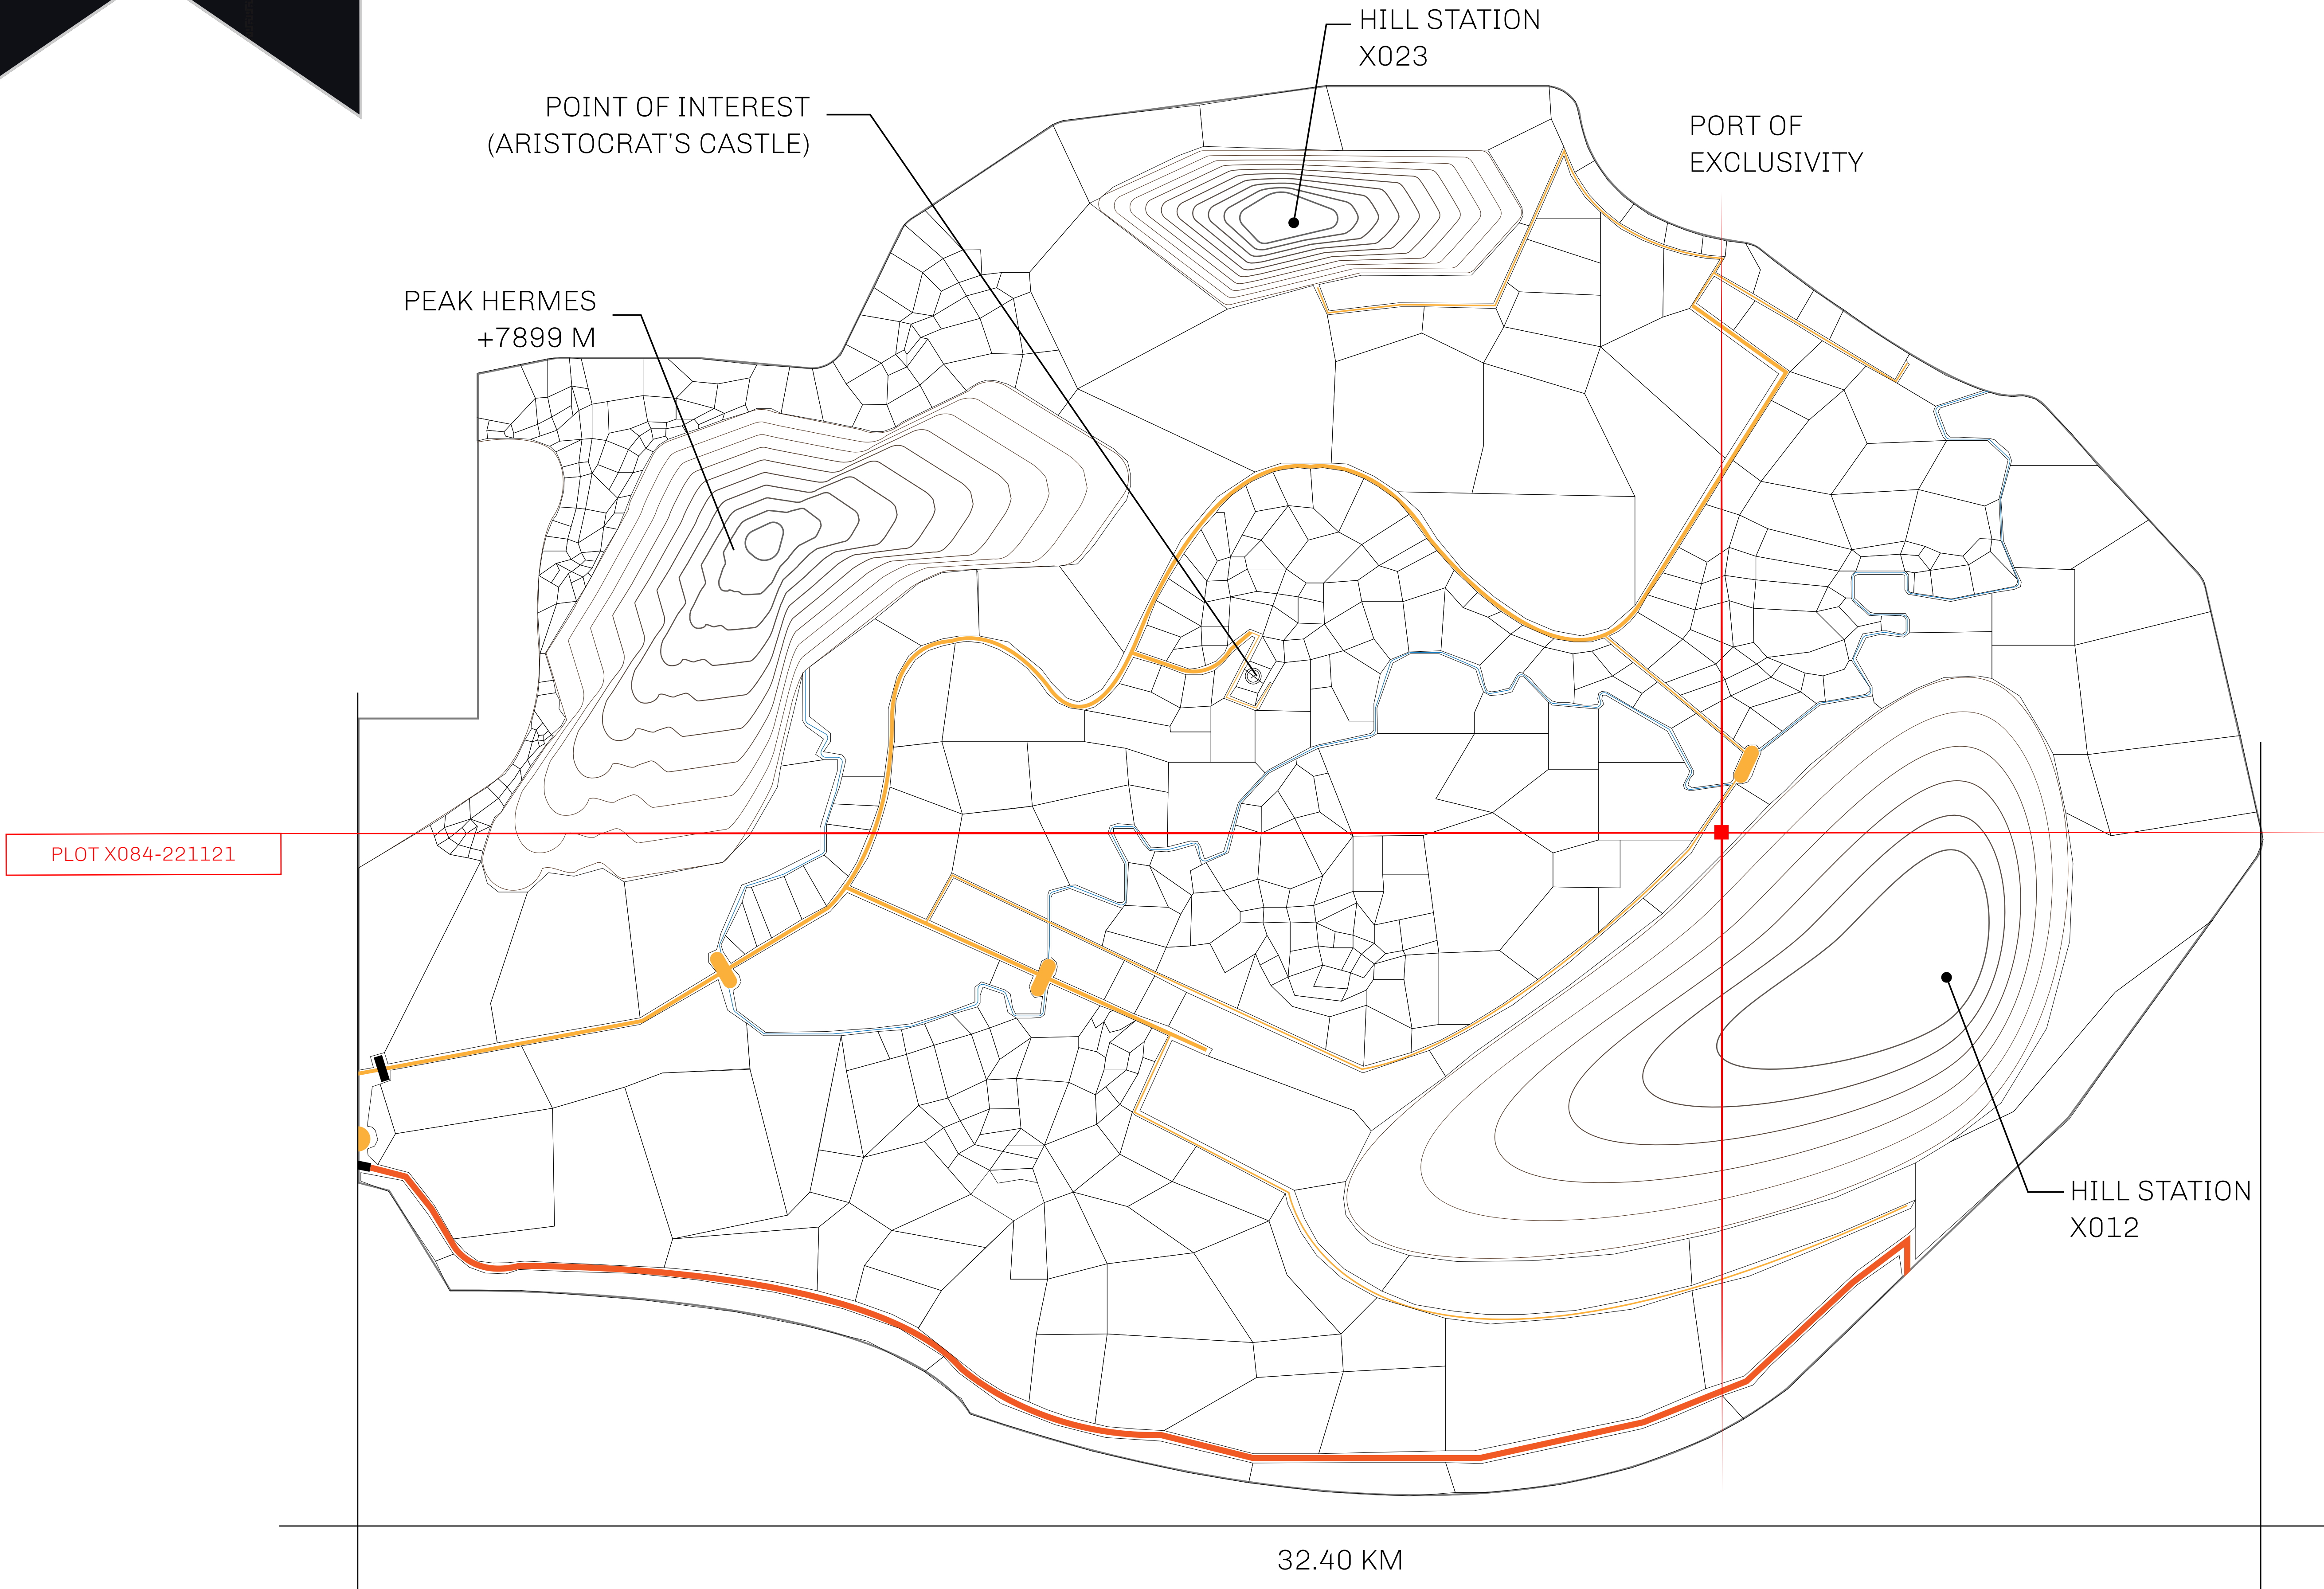 HILL STATION
X023
POINT OF INTEREST
(ARISTOCRAT'S CASTLE)
PORT OF
EXCLUSIVITY
PEAK HERMES
+7899 M
PLOT X084-221121
HILL STATION
X012
32.40 KM